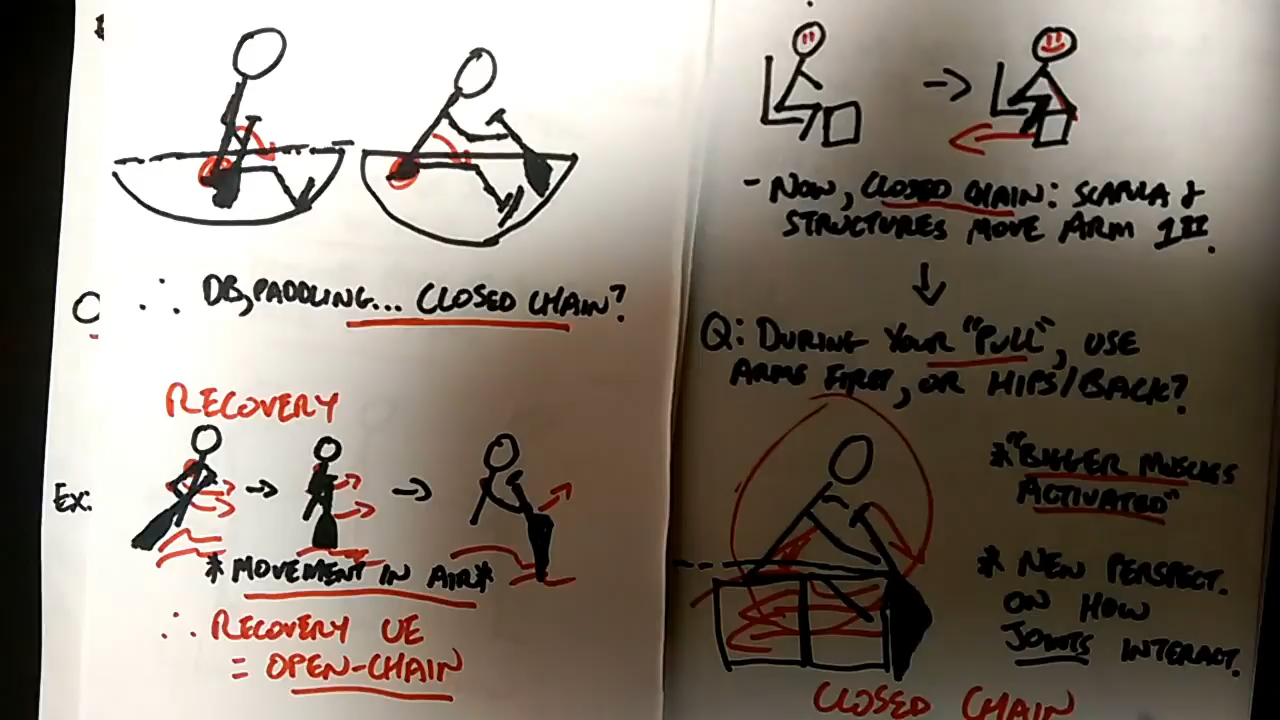 ∴ DB, PADDLING... CLOSED CHAIN?
RECOVERY
EX:
*MOVEMENT IN AIR*
∴ RECOVERY UE
= OPEN-CHAIN
- NOW, CLOSED CHAIN: SCAPULA &
STRUCTURES MOVE ARM 1ST.
Q: DURING YOUR "PULL", USE
ARMS FIRST, OR HIPS/BACK?
* "BIGGER MUSCLES
ACTIVATED"
* NEW PERSPECT.
ON HOW
JOINTS INTERACT.
CLOSED CHAIN